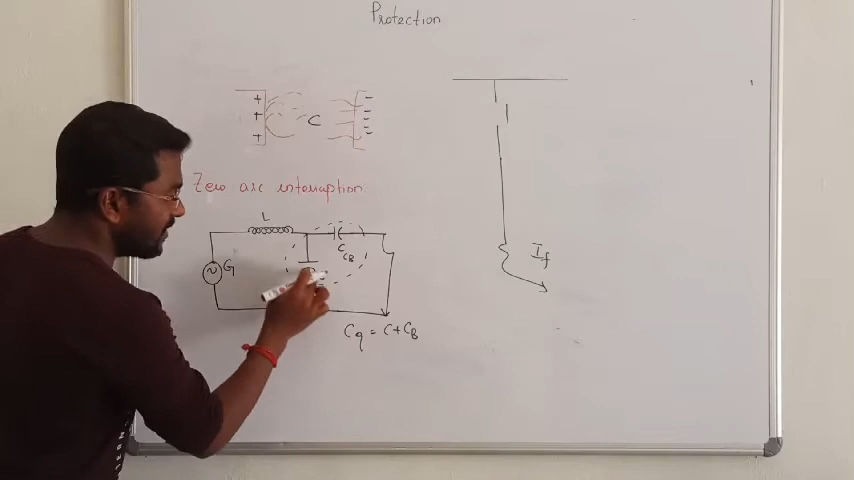 Protection
+ -
+ C -
+ -
Zero arc interruption
L
C
CB
G
If
Cq = C+CB